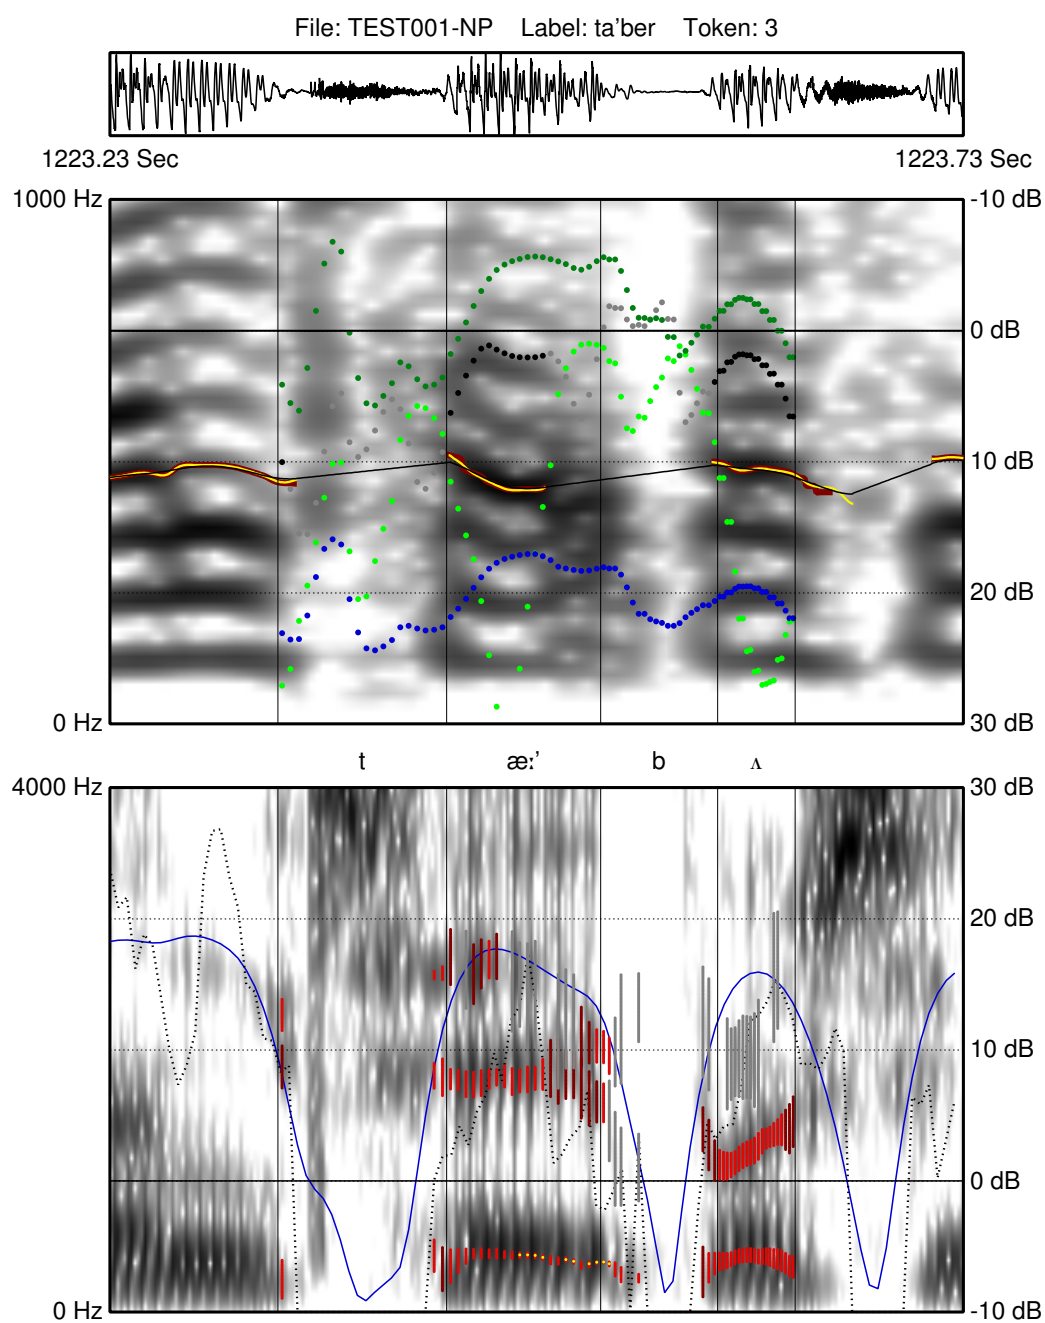 File: TEST001-NP Label: ta'ber Token: 3
1223.23 Sec 1223.73 Sec
1000 Hz -10 dB
0 dB
10 dB
20 dB
0 Hz 30 dB
t æː' b ʌ
4000 Hz 30 dB
20 dB
10 dB
0 dB
0 Hz -10 dB